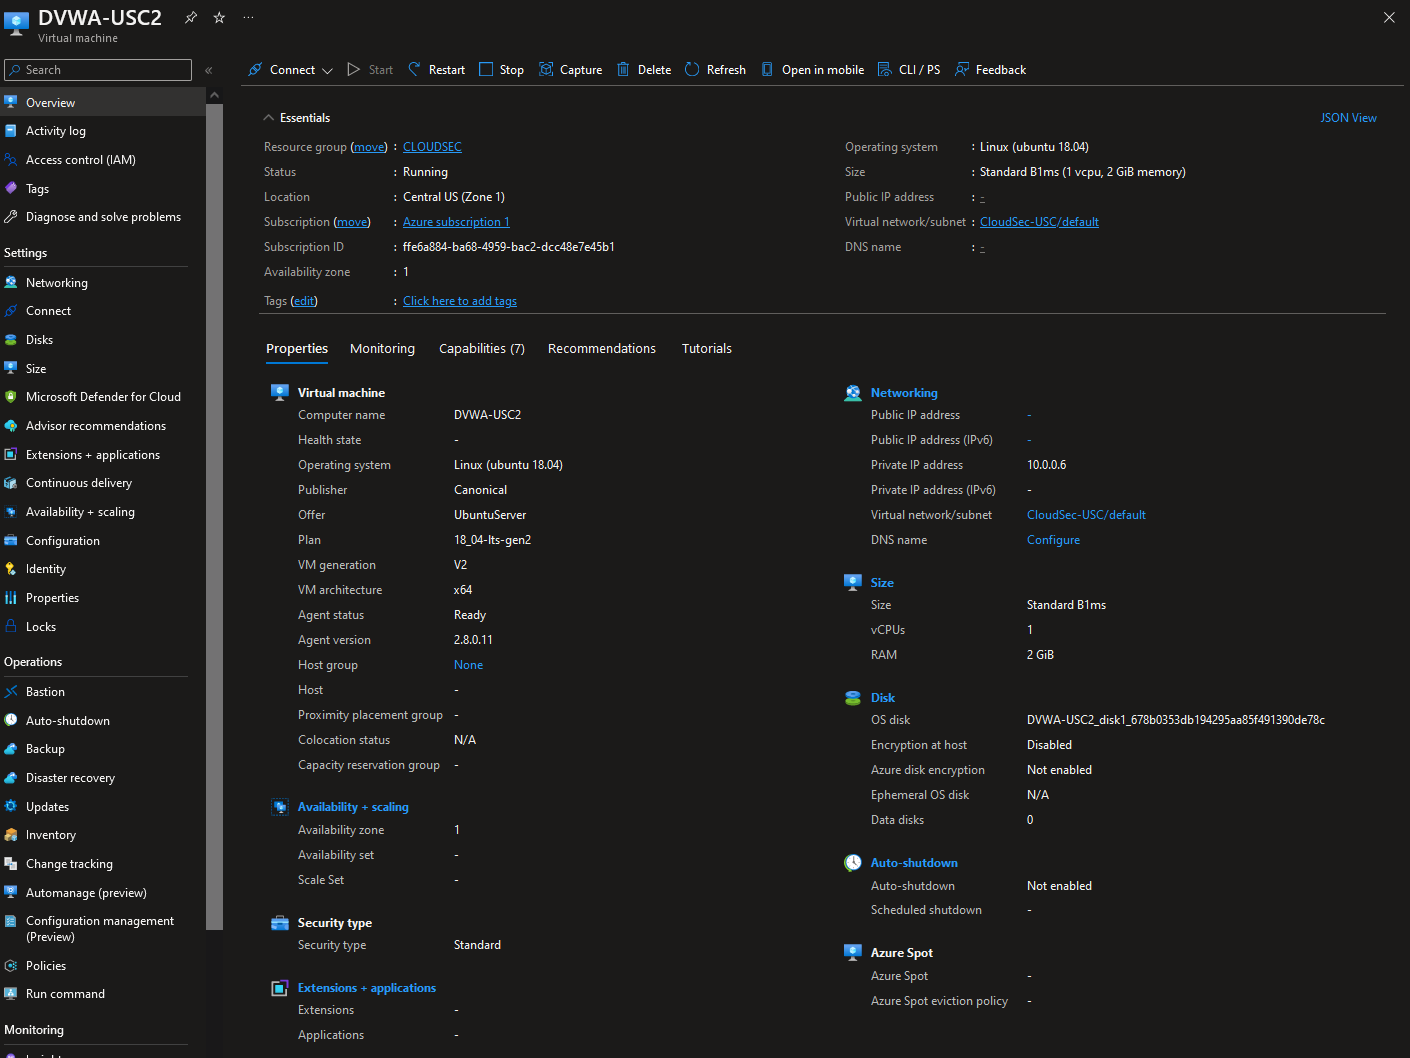 DVWA-USC2
Virtual machine
Search
Overview
Activity log
Access control (IAM)
Tags
Diagnose and solve problems
Settings
Networking
Connect
Disks
Size
Microsoft Defender for Cloud
Advisor recommendations
Extensions + applications
Continuous delivery
Availability + scaling
Configuration
Identity
Properties
Locks
Operations
Bastion
Auto-shutdown
Backup
Disaster recovery
Updates
Inventory
Change tracking
Automanage (preview)
Configuration management
(Preview)
Policies
Run command
Monitoring
Connect Start Restart Stop Capture Delete Refresh Open in mobile CLI / PS Feedback
Essentials
JSON View
Resource group (move) : CLOUDSEC
Status : Running
Location : Central US (Zone 1)
Subscription (move) : Azure subscription 1
Subscription ID : ffe6a884-ba68-4959-bac2-dcc48e7e45b1
Availability zone : 1
Tags (edit) : Click here to add tags
Operating system : Linux (ubuntu 18.04)
Size : Standard B1ms (1 vcpu, 2 GiB memory)
Public IP address : -
Virtual network/subnet : CloudSec-USC/default
DNS name : -
Properties Monitoring Capabilities (7) Recommendations Tutorials
Virtual machine
Computer name DVWA-USC2
Health state -
Operating system Linux (ubuntu 18.04)
Publisher Canonical
Offer UbuntuServer
Plan 18_04-lts-gen2
VM generation V2
VM architecture x64
Agent status Ready
Agent version 2.8.0.11
Host group None
Host -
Proximity placement group -
Colocation status N/A
Capacity reservation group -
Availability + scaling
Availability zone 1
Availability set -
Scale Set -
Security type
Security type Standard
Extensions + applications
Extensions -
Applications -
Networking
Public IP address -
Public IP address (IPv6) -
Private IP address 10.0.0.6
Private IP address (IPv6) -
Virtual network/subnet CloudSec-USC/default
DNS name Configure
Size
Size Standard B1ms
vCPUs 1
RAM 2 GiB
Disk
OS disk DVWA-USC2_disk1_678b0353db194295aa85f491390de78c
Encryption at host Disabled
Azure disk encryption Not enabled
Ephemeral OS disk N/A
Data disks 0
Auto-shutdown
Auto-shutdown Not enabled
Scheduled shutdown -
Azure Spot
Azure Spot -
Azure Spot eviction policy -